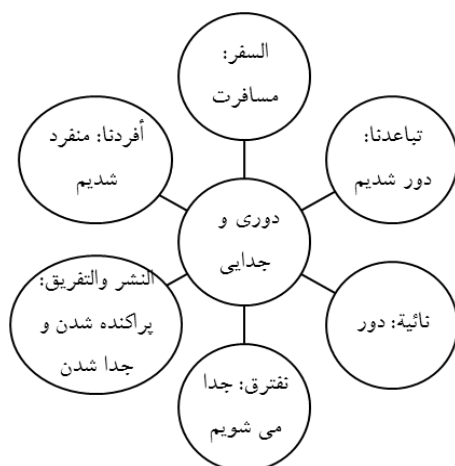 السفر:
مسافرت
تباعدنا:
دور شدیم
نائیة: دور
نفترق: جدا
می شویم
النشر والتفریق:
پراکنده شدن و
جدا شدن
أفردنا: منفرد
شدیم
دوری و
جدایی